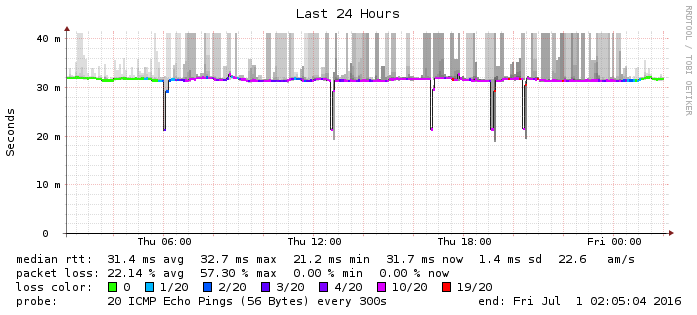 Last 24 Hours
RRDTOOL / TOBI OETIKER
Seconds
40 m
30 m
20 m
10 m
0
Thu 06:00 Thu 12:00 Thu 18:00 Fri 00:00
median rtt: 31.4 ms avg 32.7 ms max 21.2 ms min 31.7 ms now 1.4 ms sd 22.6 am/s
packet loss: 22.14 % avg 57.30 % max 0.00 % min 0.00 % now
loss color: 0 1/20 2/20 3/20 4/20 10/20 19/20
probe: 20 ICMP Echo Pings (56 Bytes) every 300s end: Fri Jul 1 02:05:04 2016